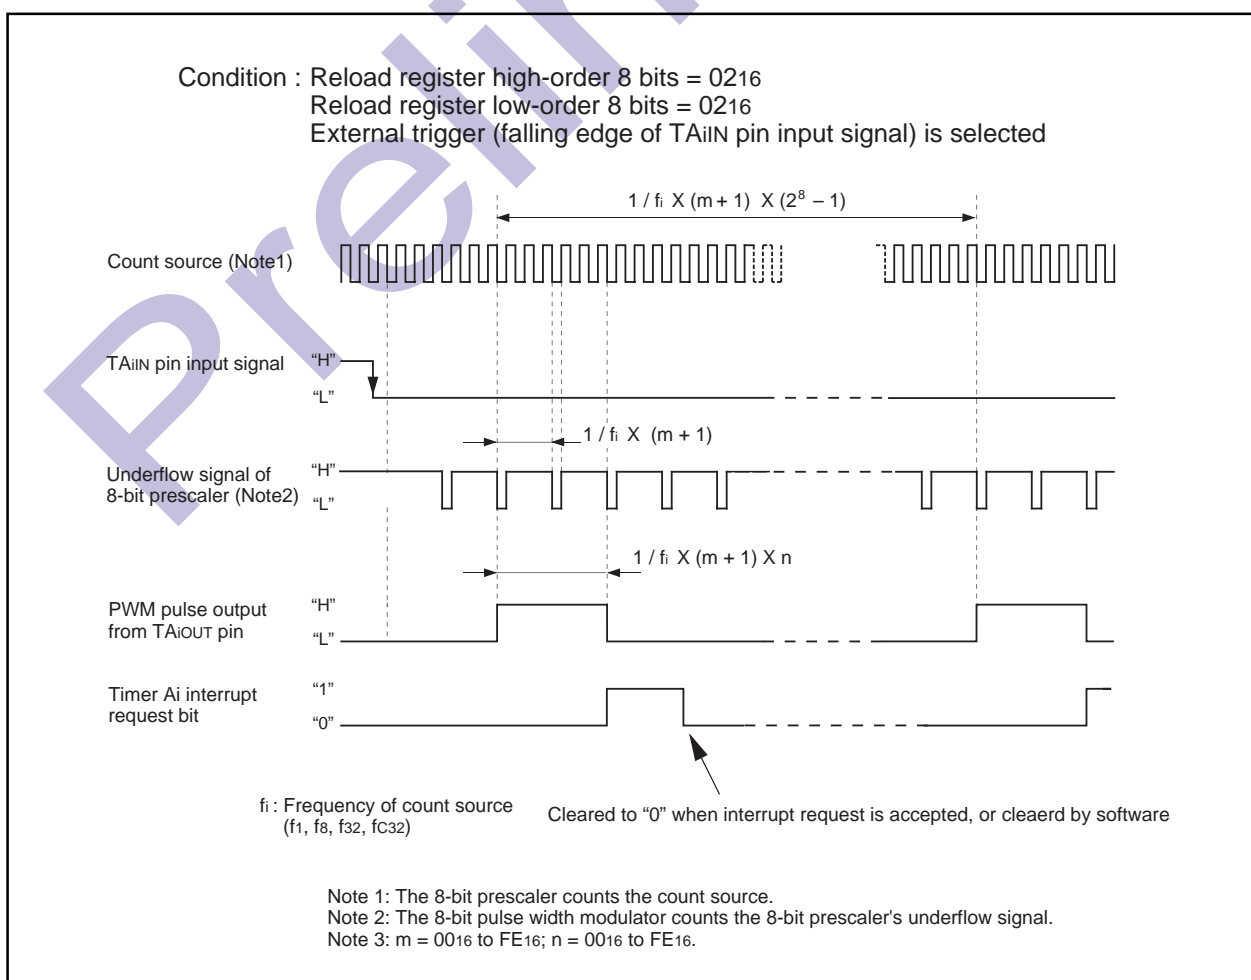 Prelin
Condition : Reload register high-order 8 bits = 0216
Reload register low-order 8 bits = 0216
External trigger (falling edge of TAiIN pin input signal) is selected
1 / fi X (m + 1) X (2⁸ – 1)
Count source (Note1)
TAiIN pin input signal
“H”
“L”
1 / fi X (m + 1)
Underflow signal of
8-bit prescaler (Note2)
“H”
“L”
1 / fi X (m + 1) X n
PWM pulse output
from TAiOUT pin
“H”
“L”
Timer Ai interrupt
request bit
“1”
“0”
fi : Frequency of count source
(f1, f8, f32, fC32)
Cleared to “0” when interrupt request is accepted, or cleaerd by software
Note 1: The 8-bit prescaler counts the count source.
Note 2: The 8-bit pulse width modulator counts the 8-bit prescaler's underflow signal.
Note 3: m = 0016 to FE16; n = 0016 to FE16.